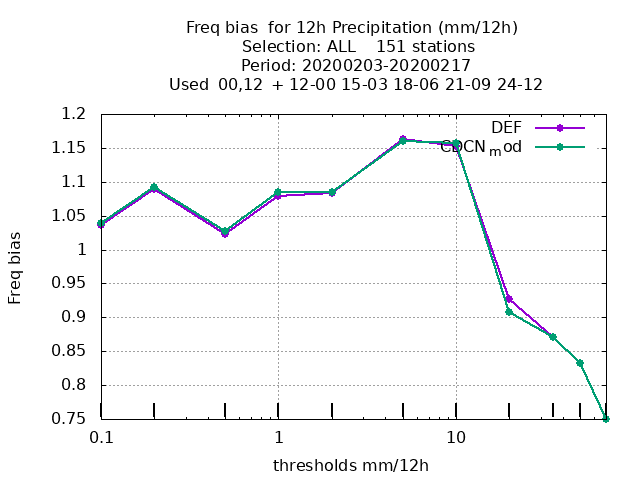 Freq bias  for 12h Precipitation (mm/12h)
Selection: ALL    151 stations
Period: 20200203-20200217
Used  00,12  + 12-00 15-03 18-06 21-09 24-12
1.2
1.15
1.1
1.05
1
0.95
0.9
0.85
0.8
0.75
Freq bias
DEF
CDCNmod
0.1
1
10
thresholds mm/12h